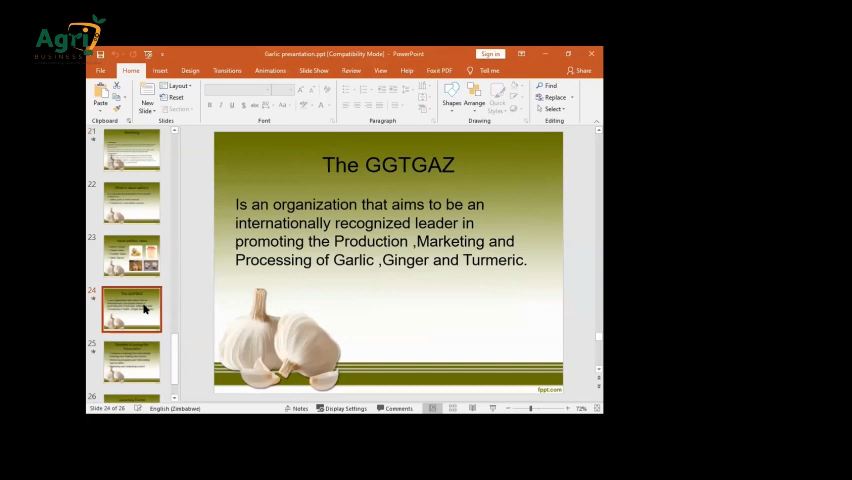 Agri
BUSINESS
Garlic presentation.ppt [Compatibility Mode] - PowerPoint
Sign in
File Home Insert Design Transitions Animations Slide Show Review View Help Foxit PDF Tell me Share
Paste
New
Slide
Layout
Reset
Section
Shapes Arrange Quick
Styles
Find
Replace
Select
Clipboard Slides Font Paragraph Drawing Editing
21
22
23
24
25
26
The GGTGAZ
Is an organization that aims to be an
internationally recognized leader in
promoting the Production ,Marketing and
Processing of Garlic ,Ginger and Turmeric.
fppt.com
Slide 24 of 26 English (Zimbabwe) Notes Display Settings Comments 72%